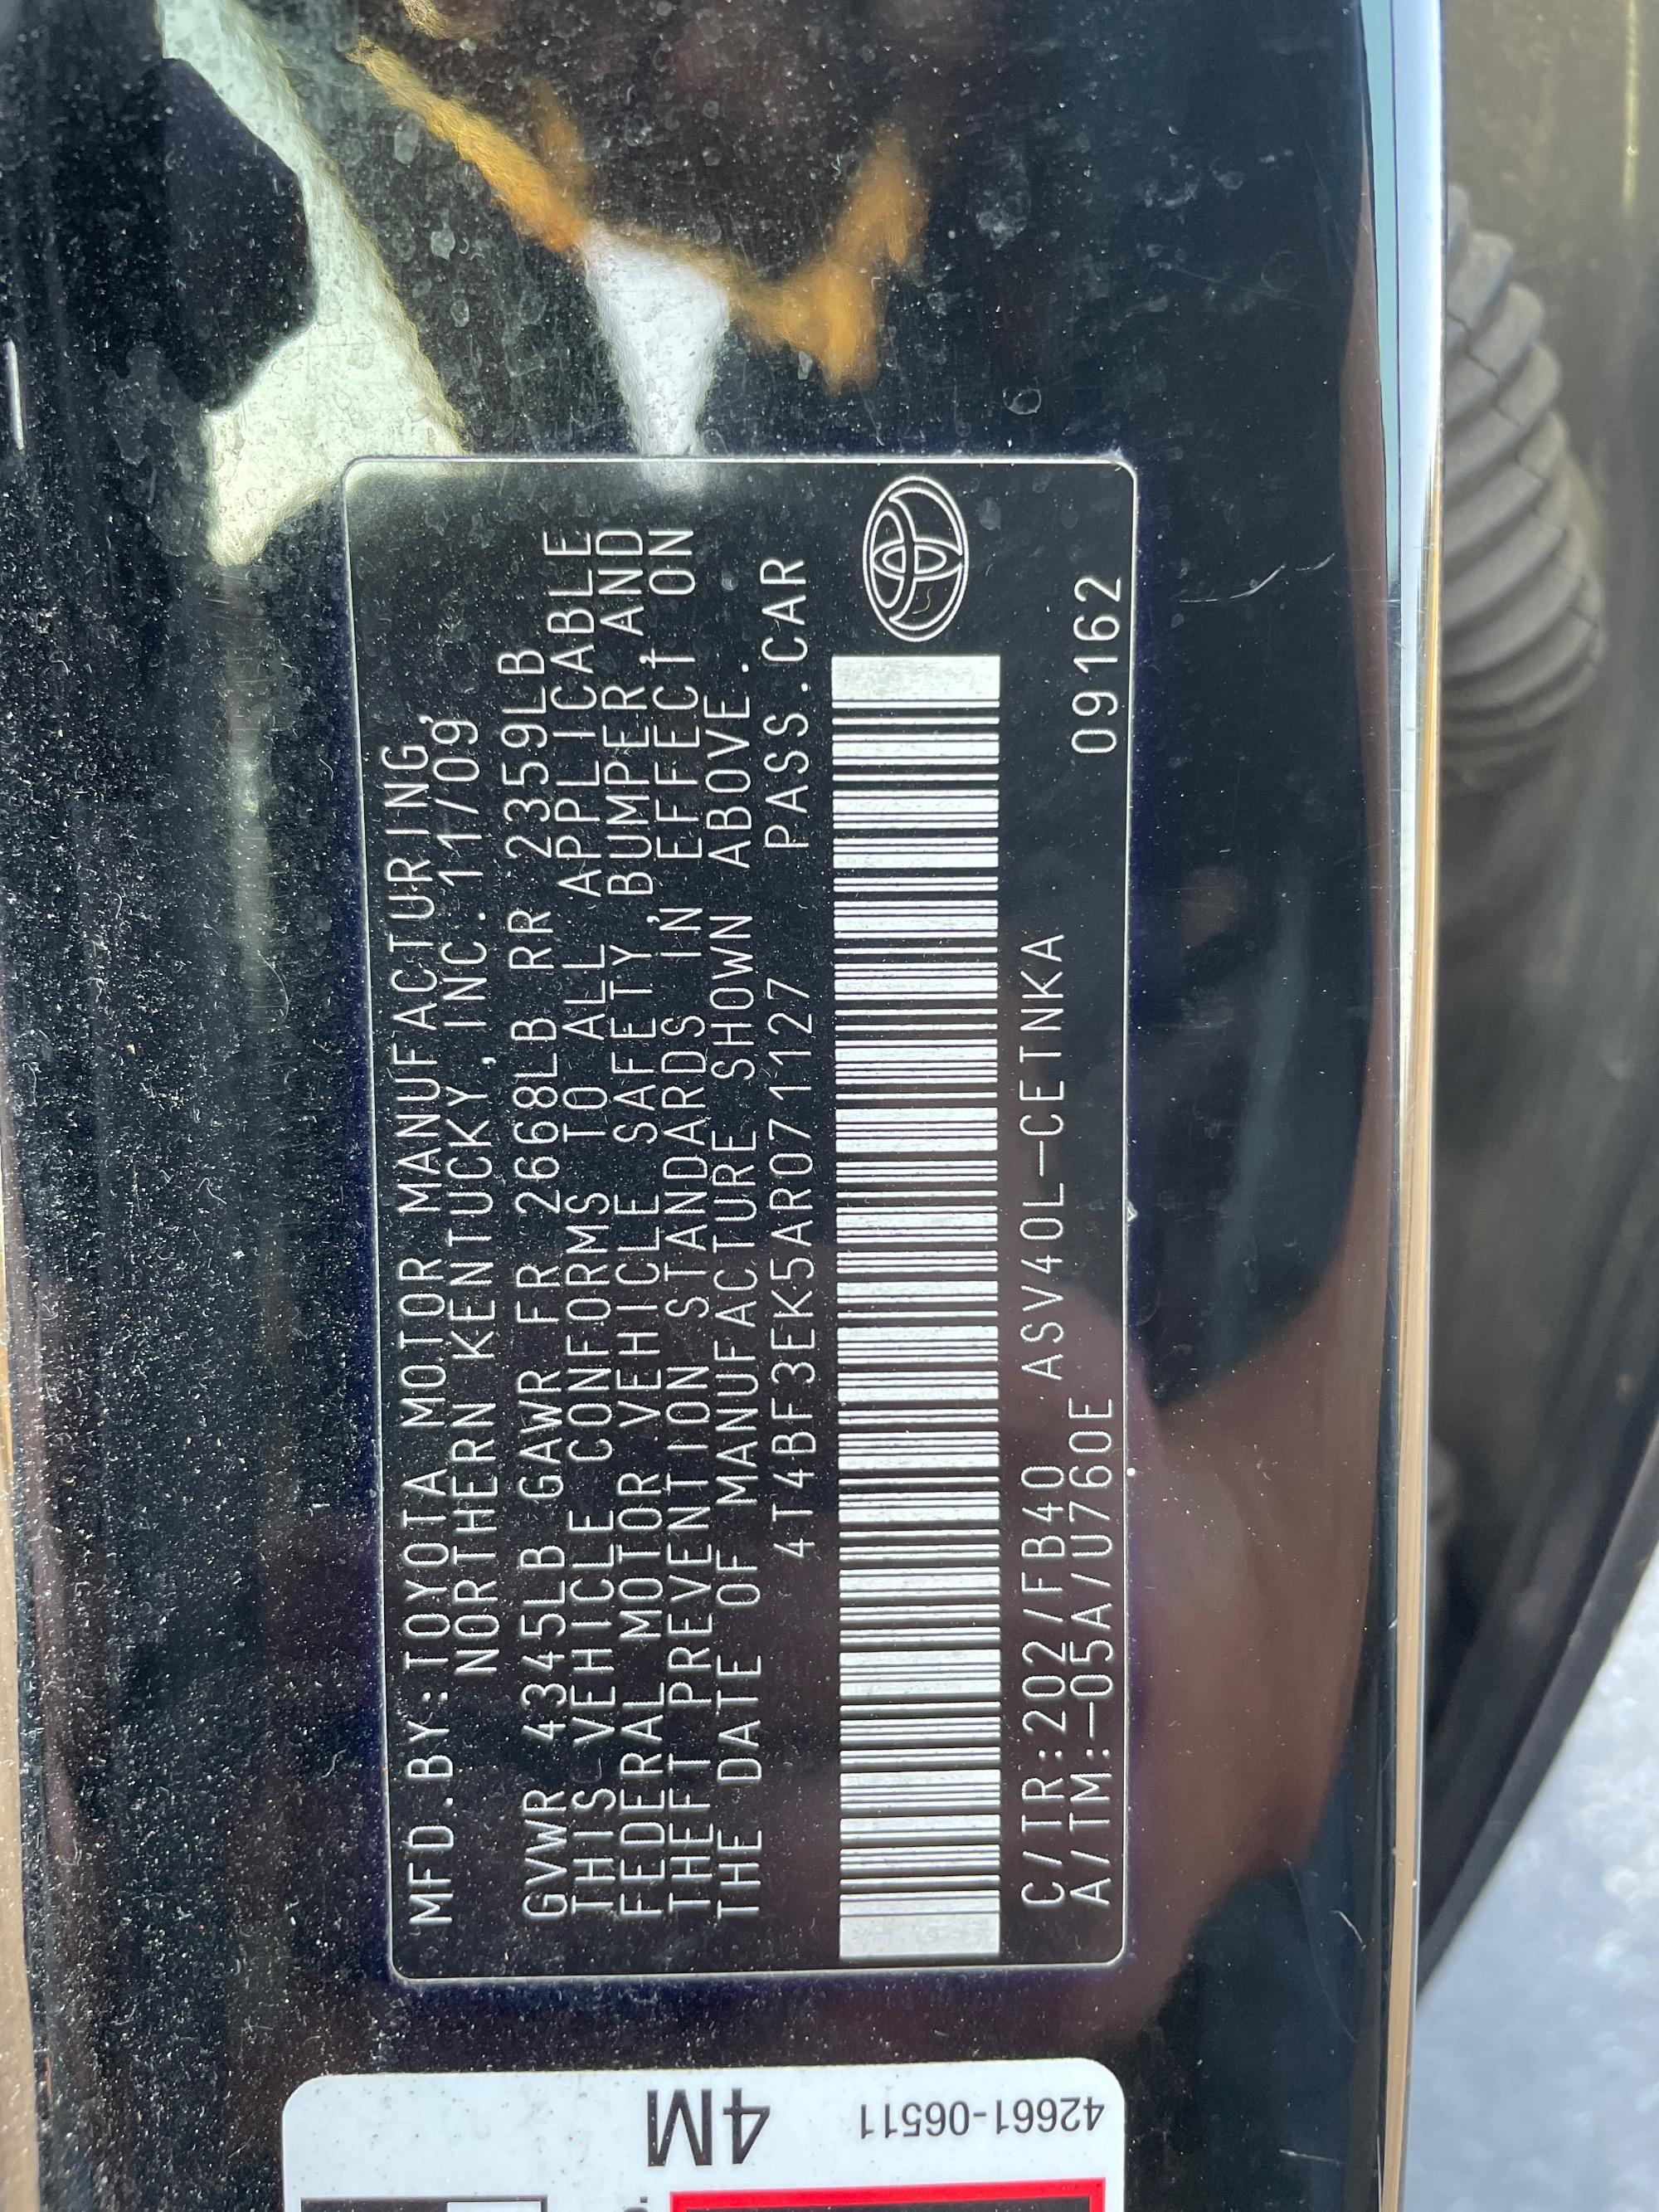 MFD.BY:TOYOTA MOTOR MANUFACTURING,
NORTHERN KENTUCKY,INC.11/09
GVWR 4345LB GAWR FR 2668LB RR 2359LB
THIS VEHICLE CONFORMS TO ALL APPLICABLE
FEDERAL MOTOR VEHICLE SAFETY, BUMPER, AND
THEFT PREVENTION STANDARDS IN EFFECT ON
THE DATE OF MANUFACTURE SHOWN ABOVE.
4T4BF3EK5AR071127 PASS.CAR
C/TR:202/FB40 ASV40L-CETNKA
A/TM:-05A/U760E 09162
4M
42661-06511